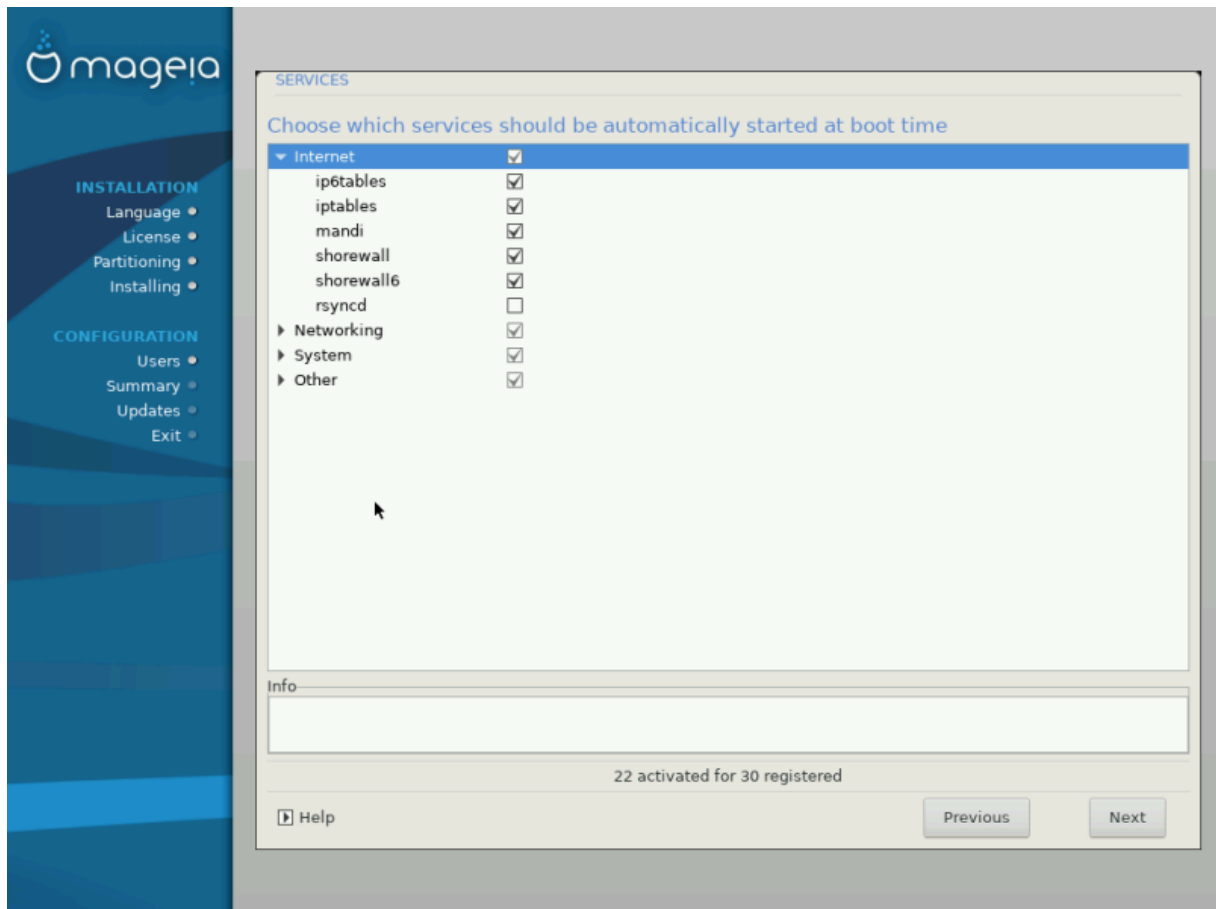 mageia
INSTALLATION
Language
License
Partitioning
Installing
CONFIGURATION
Users
Summary
Updates
Exit
SERVICES
Choose which services should be automatically started at boot time
Internet
ip6tables
iptables
mandi
shorewall
shorewall6
rsyncd
Networking
System
Other
Info
22 activated for 30 registered
Help
Previous
Next